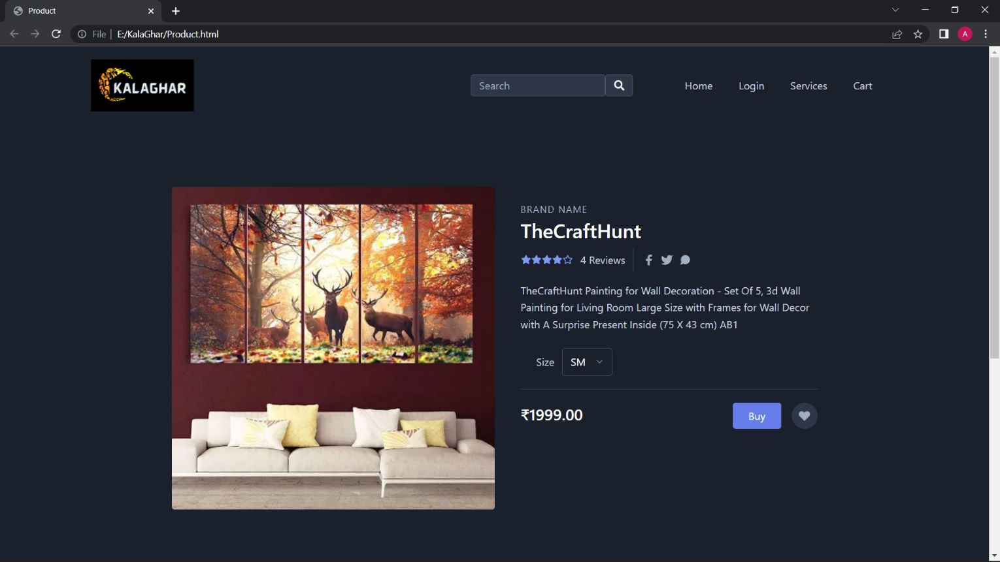 Product
File
E:/KalaGhar/Product.html
A
KALAGHAR
Search
Home
Login
Services
Cart
BRAND NAME
TheCraftHunt
4 Reviews
TheCraftHunt Painting for Wall Decoration - Set Of 5, 3d Wall
Painting for Living Room Large Size with Frames for Wall Decor
with A Surprise Present Inside (75 X 43 cm) AB1
Size
SM
₹1999.00
Buy